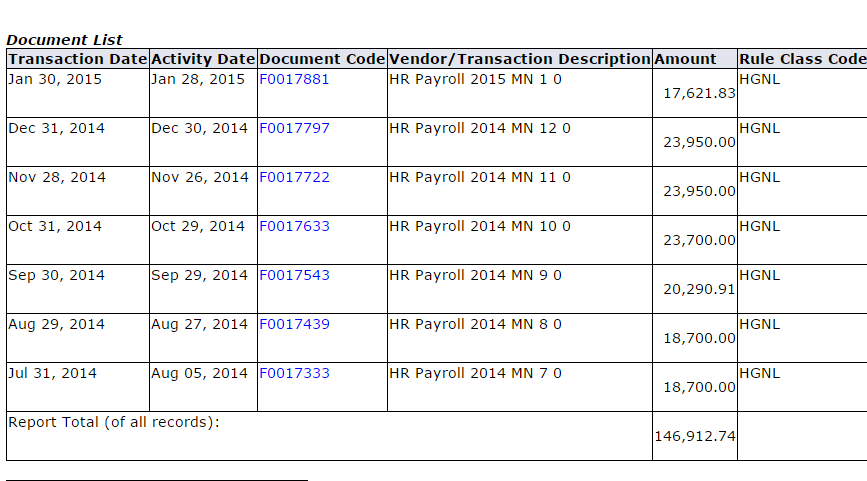 Document List
Transaction Date Activity Date Document Code Vendor/Transaction Description Amount Rule Class Code
Jan 30, 2015 Jan 28, 2015 F0017881 HR Payroll 2015 MN 1 0 17,621.83 HGNL
Dec 31, 2014 Dec 30, 2014 F0017797 HR Payroll 2014 MN 12 0 23,950.00 HGNL
Nov 28, 2014 Nov 26, 2014 F0017722 HR Payroll 2014 MN 11 0 23,950.00 HGNL
Oct 31, 2014 Oct 29, 2014 F0017633 HR Payroll 2014 MN 10 0 23,700.00 HGNL
Sep 30, 2014 Sep 29, 2014 F0017543 HR Payroll 2014 MN 9 0 20,290.91 HGNL
Aug 29, 2014 Aug 27, 2014 F0017439 HR Payroll 2014 MN 8 0 18,700.00 HGNL
Jul 31, 2014 Aug 05, 2014 F0017333 HR Payroll 2014 MN 7 0 18,700.00 HGNL
Report Total (of all records): 146,912.74